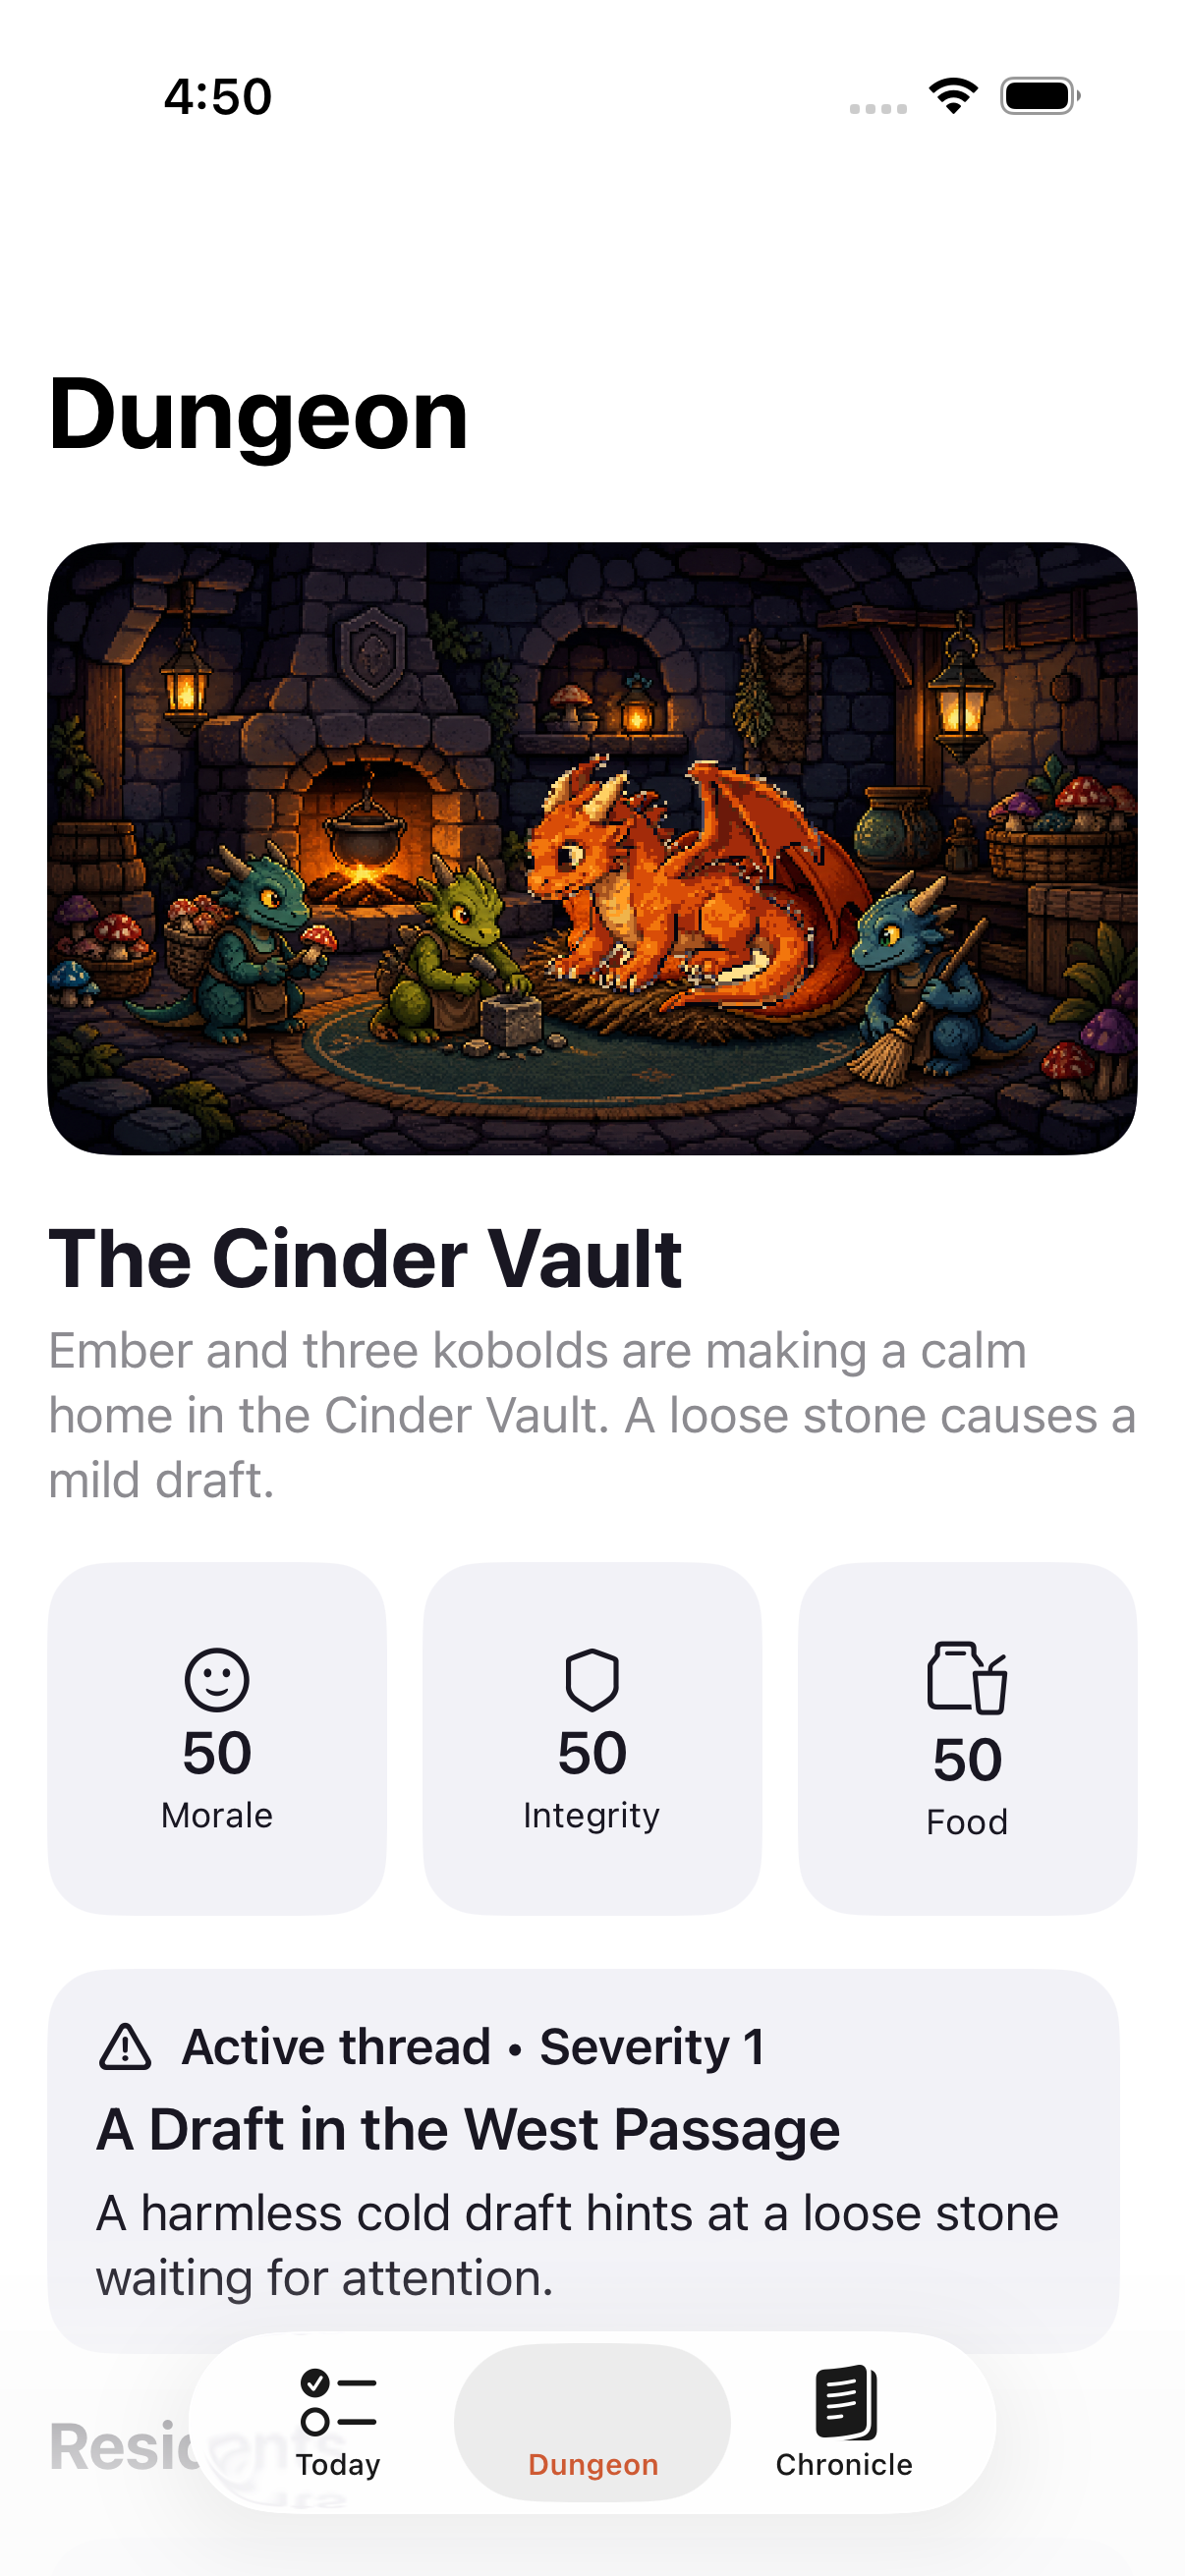 4:50
Dungeon
The Cinder Vault
Ember and three kobolds are making a calm
home in the Cinder Vault. A loose stone causes a
mild draft.
50
Morale
50
Integrity
50
Food
Active thread • Severity 1
A Draft in the West Passage
A harmless cold draft hints at a loose stone
waiting for attention.
Residents
Today
Dungeon
Chronicle